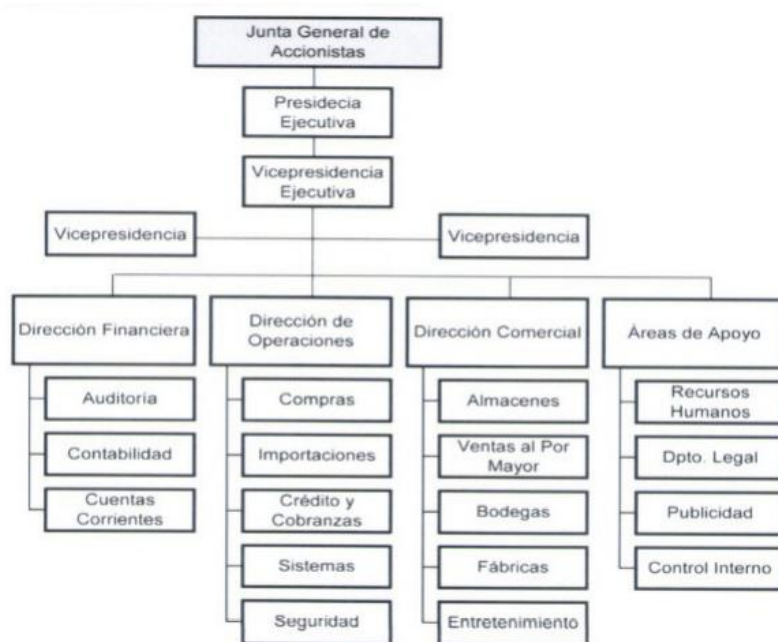 Junta General de
Accionistas
Presidecia
Ejecutiva
Vicepresidencia
Ejecutiva
Vicepresidencia
Vicepresidencia
Dirección Financiera
Dirección de
Operaciones
Dirección Comercial
Áreas de Apoyo
Auditoría
Contabilidad
Cuentas
Corrientes
Compras
Importaciones
Crédito y
Cobranzas
Sistemas
Seguridad
Almacenes
Ventas al Por
Mayor
Bodegas
Fábricas
Entretenimiento
Recursos
Humanos
Dpto. Legal
Publicidad
Control Interno